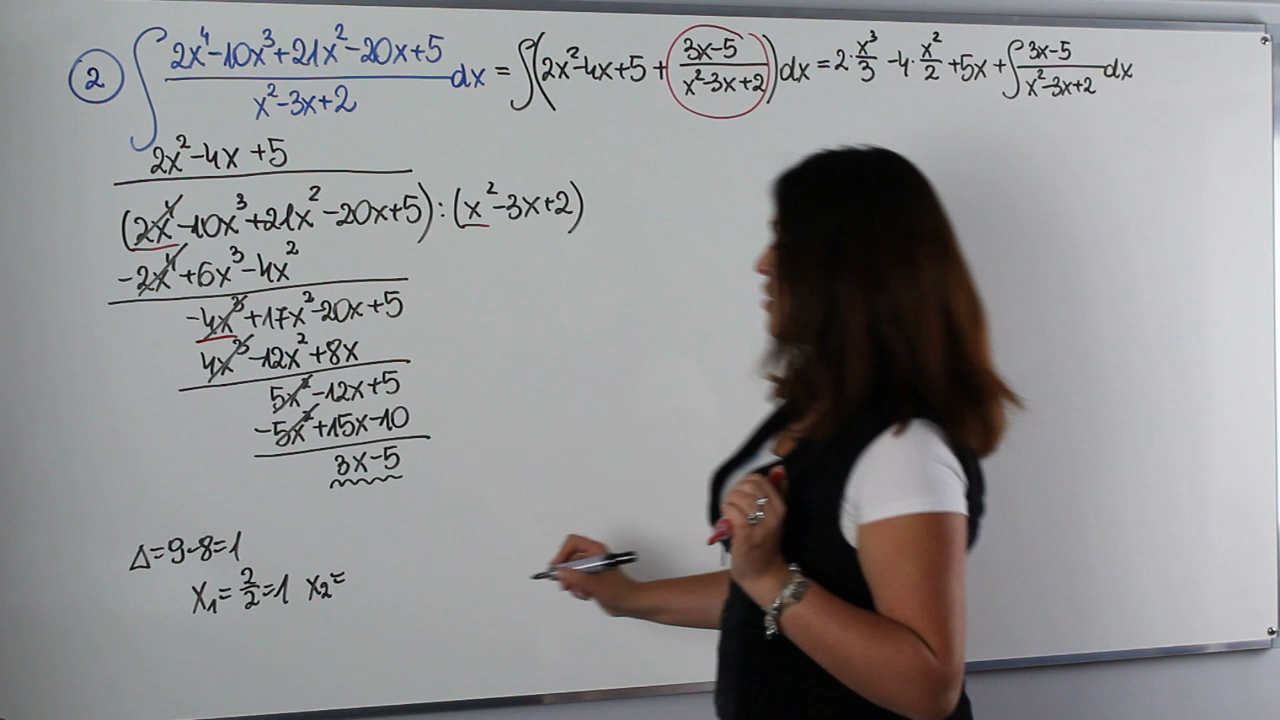 ② ∫ (2x⁴-10x³+21x²-20x+5)/(x²-3x+2) dx = ∫(2x²-4x+5 + (3x-5)/(x²-3x+2))dx = 2·x³/3 -4·x²/2 +5x + ∫(3x-5)/(x²-3x+2) dx
2x²-4x+5
(2x⁴-10x³+21x²-20x+5):(x²-3x+2)
-2x⁴+6x³-4x²
-4x³+17x²-20x+5
4x³-12x²+8x
5x²-12x+5
-5x²+15x-10
3x-5
Δ=9-8=1
x₁=2/2=1 x₂=